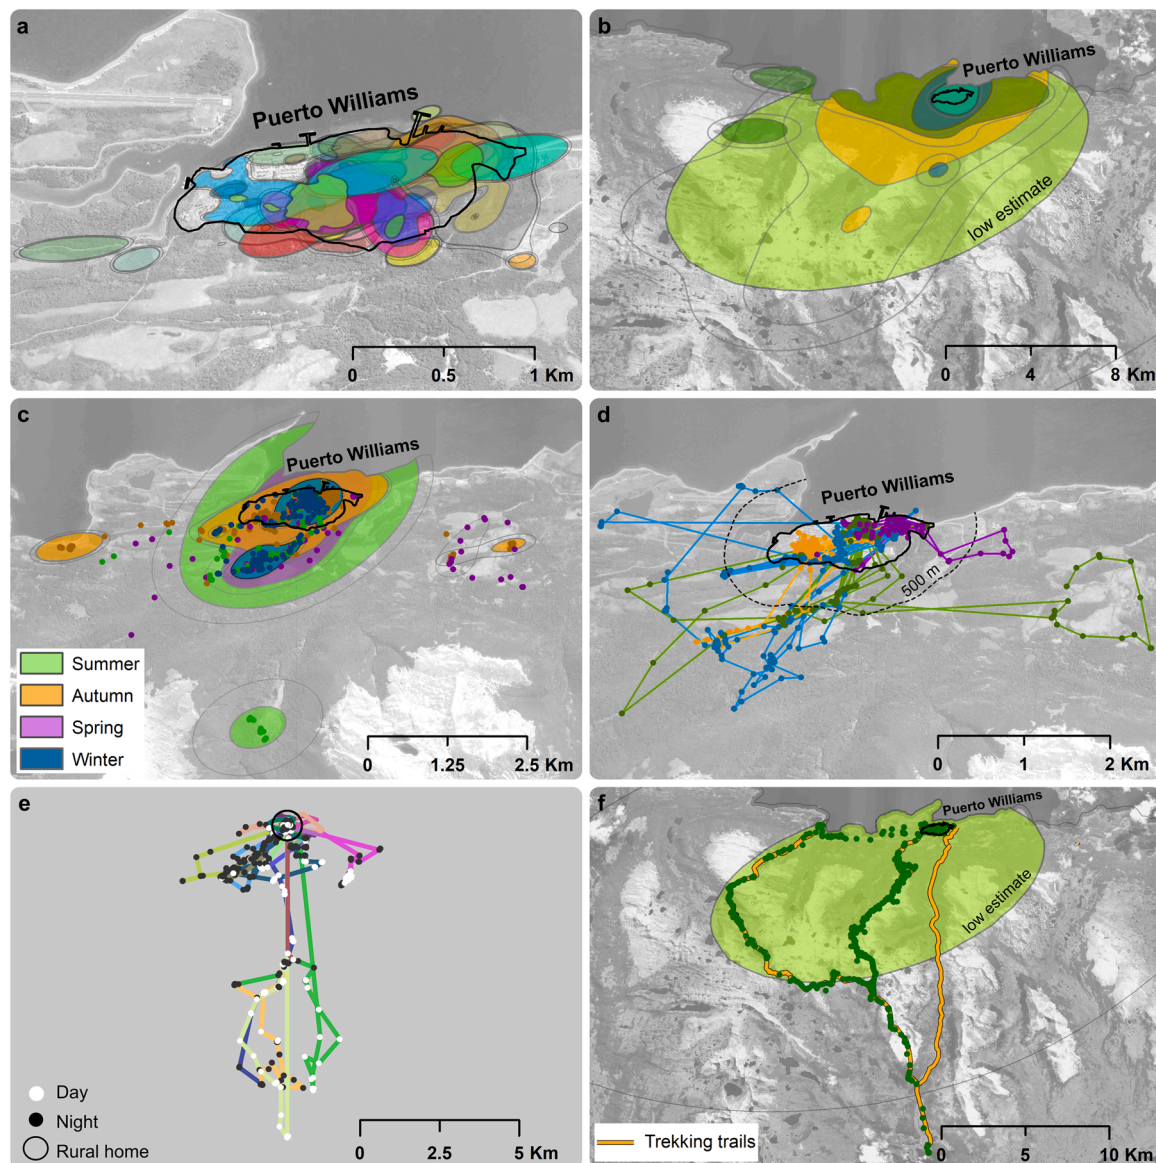 a
Puerto Williams
0 0.5 1 Km
b
Puerto Williams
low estimate
0 4 8 Km
c
Puerto Williams
Summer
Autumn
Spring
Winter
0 1.25 2.5 Km
d
Puerto Williams
500 m
0 1 2 Km
e
Day
Night
Rural home
0 2.5 5 Km
f
Puerto Williams
low estimate
Trekking trails
0 5 10 Km